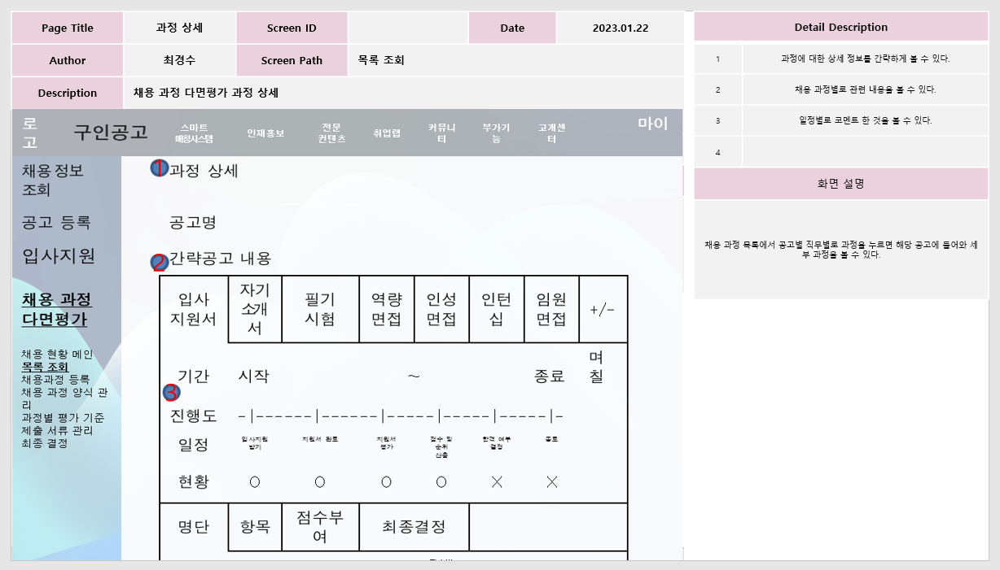 Page Title 과정 상세 Screen ID Date 2023.01.22
Author 최경수 Screen Path 목록 조회
Description 채용 과정 다면평가 과정 상세
로
고
구인공고
스마트
매칭시스템
인재홍보
전문
컨텐츠
취업랩
커뮤니
티
부가기
능
고개센
터
마이
채용 정보
조회
공고 등록
입사지원
채용 과정
다면평가
채용 현황 메인
목록 조회
채용과정 등록
채용 과정 양식 관
리
과정별 평가 기준
제출 서류 관리
최종 결정
1 과정 상세
공고명
2 간략공고 내용
입사
지원서
자기
소개
서
필기
시험
역량
면접
인성
면접
인턴
십
임원
면접
+/-
기간 시작 ~ 종료
며
칠
3
진행도 -|------|------|-----|-----|-----|-
일정
입사지원
받기
지원서 완료
지원서
평가
점수 및
순위
산출
합격 여부
결정
종료
현황 O O O O X X
명단 항목
점수부
여
최종결정
Detail Description
1 과정에 대한 상세 정보를 간략하게 볼 수 있다.
2 채용 과정별로 관련 내용을 볼 수 있다.
3 일정별로 코멘트 한 것을 볼 수 있다.
4
화면 설명
채용 과정 목록에서 공고별 직무별로 과정을 누르면 해당 공고에 들어와 세
부 과정을 볼 수 있다.